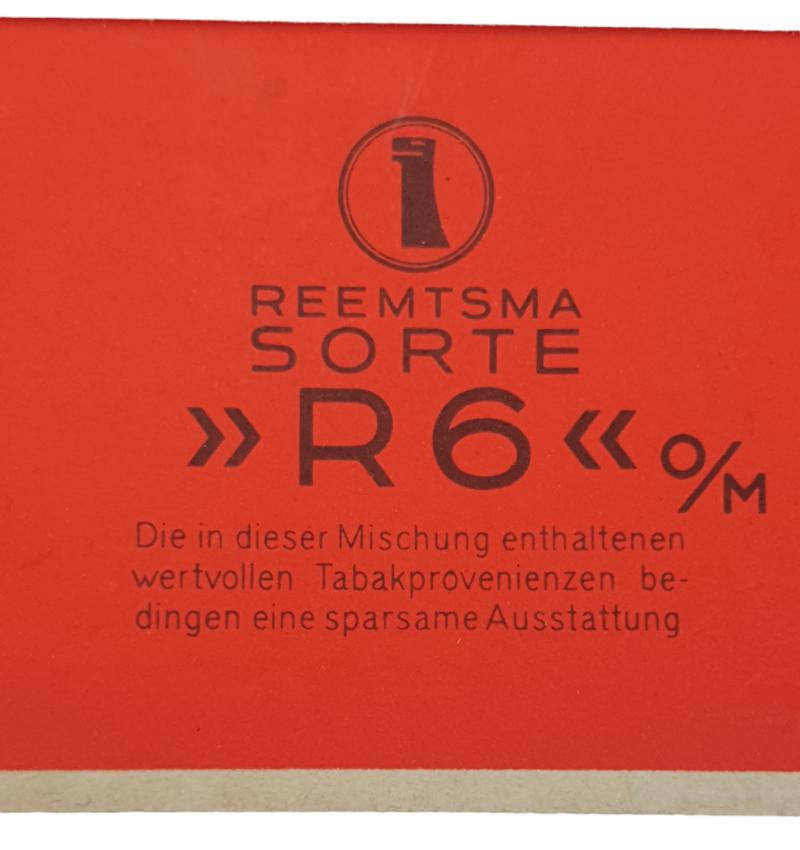 REEMTSMA
SORTE
»R6« O/M
Die in dieser Mischung enthaltenen
wertvollen Tabakprovenienzen be-
dingen eine sparsame Ausstattung